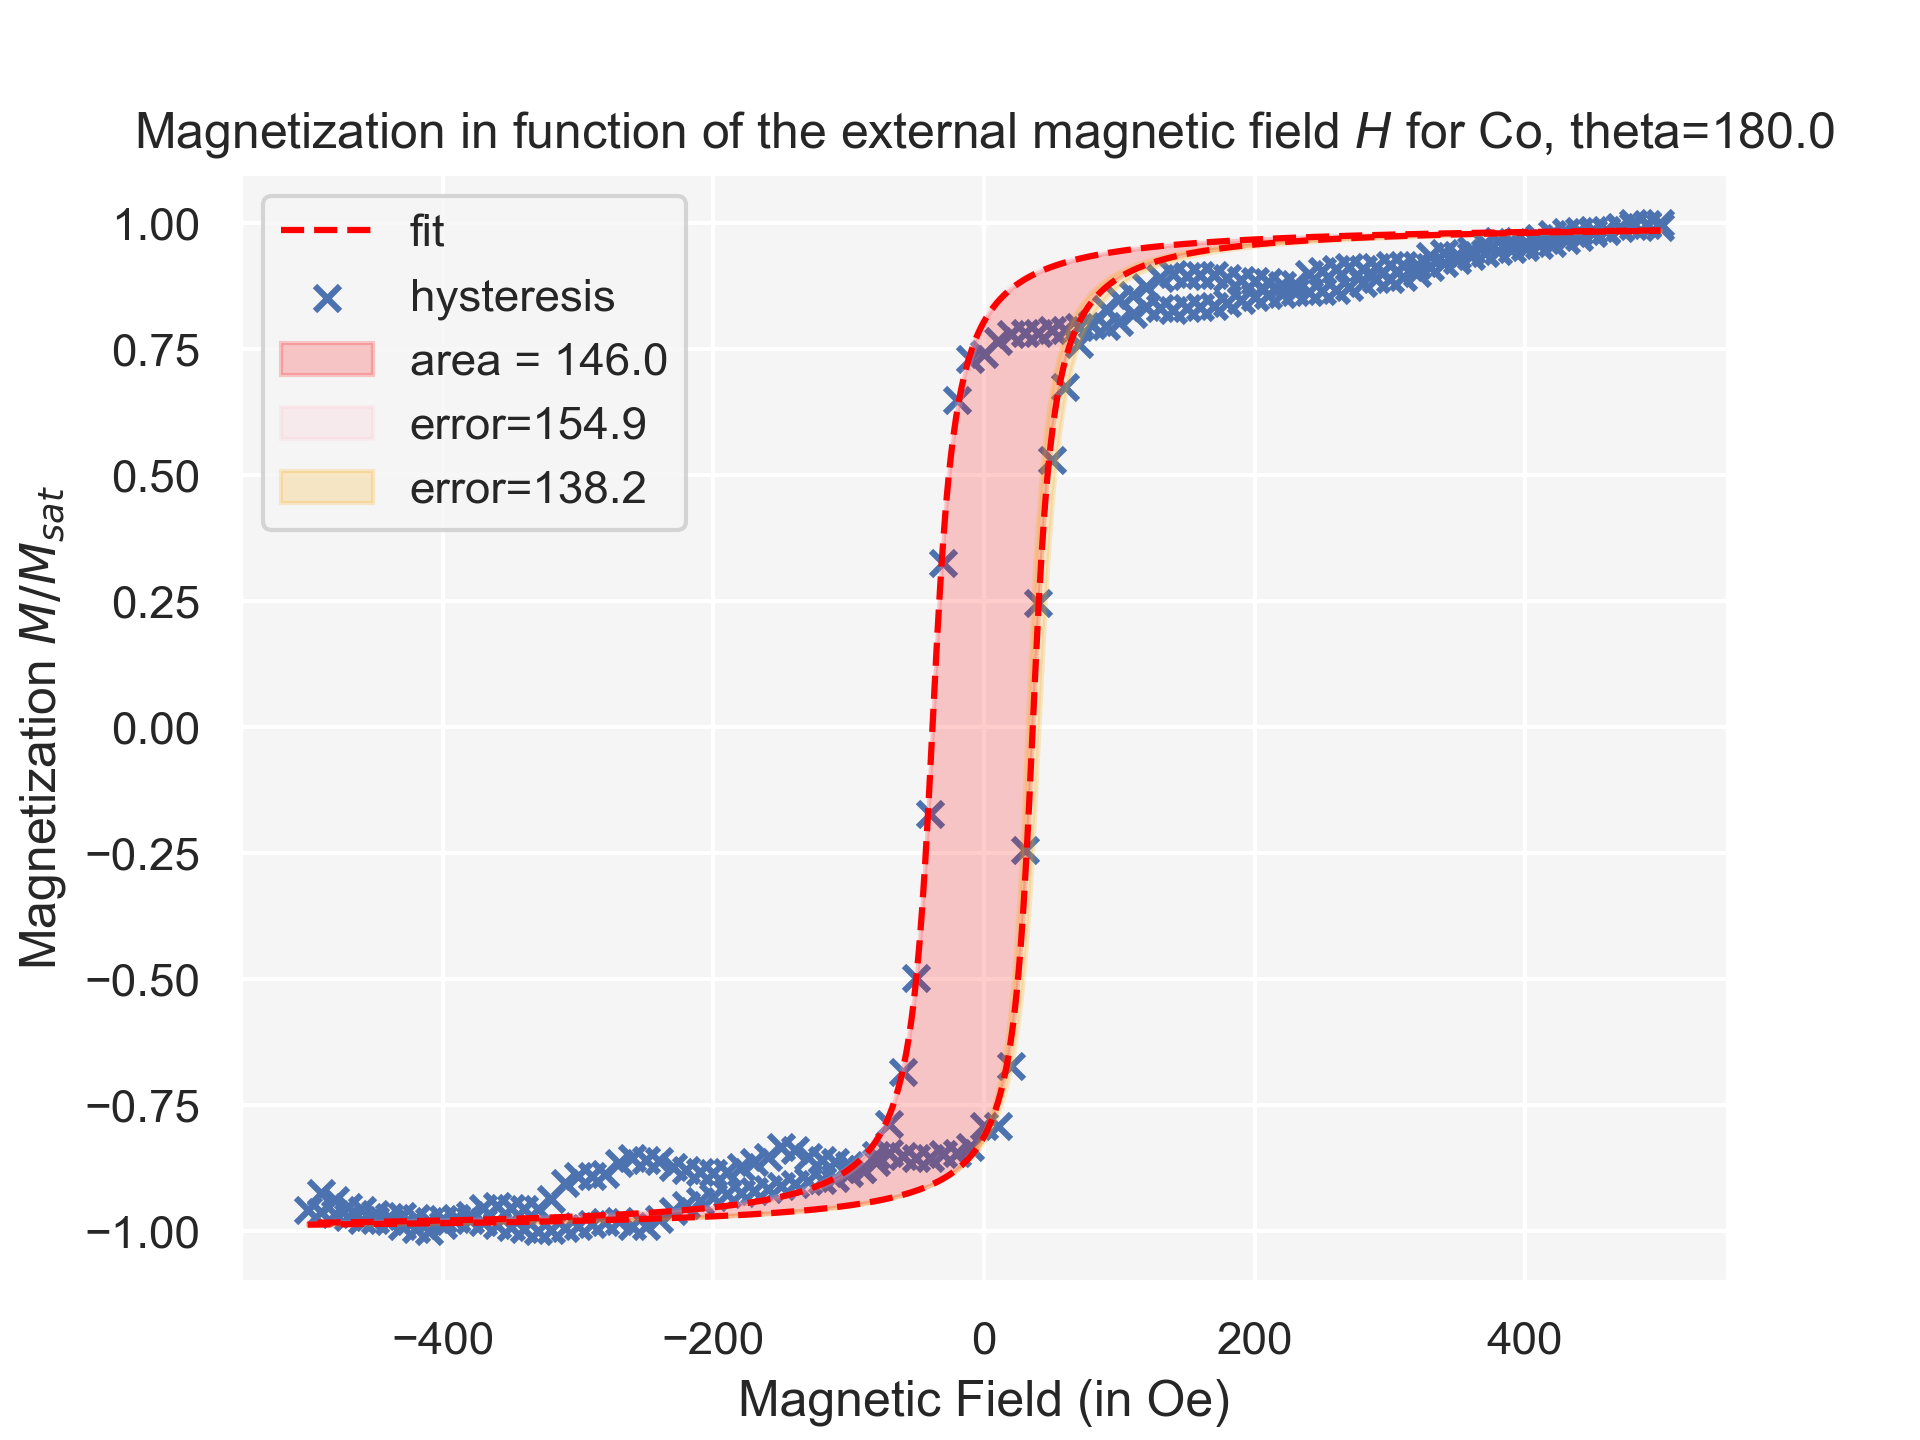 Magnetization in function of the external magnetic field H for Co, theta=180.0
fit
hysteresis
area = 146.0
error=154.9
error=138.2
1.00
0.75
0.50
0.25
0.00
−0.25
−0.50
−0.75
−1.00
Magnetization M/M_sat
−400
−200
0
200
400
Magnetic Field (in Oe)